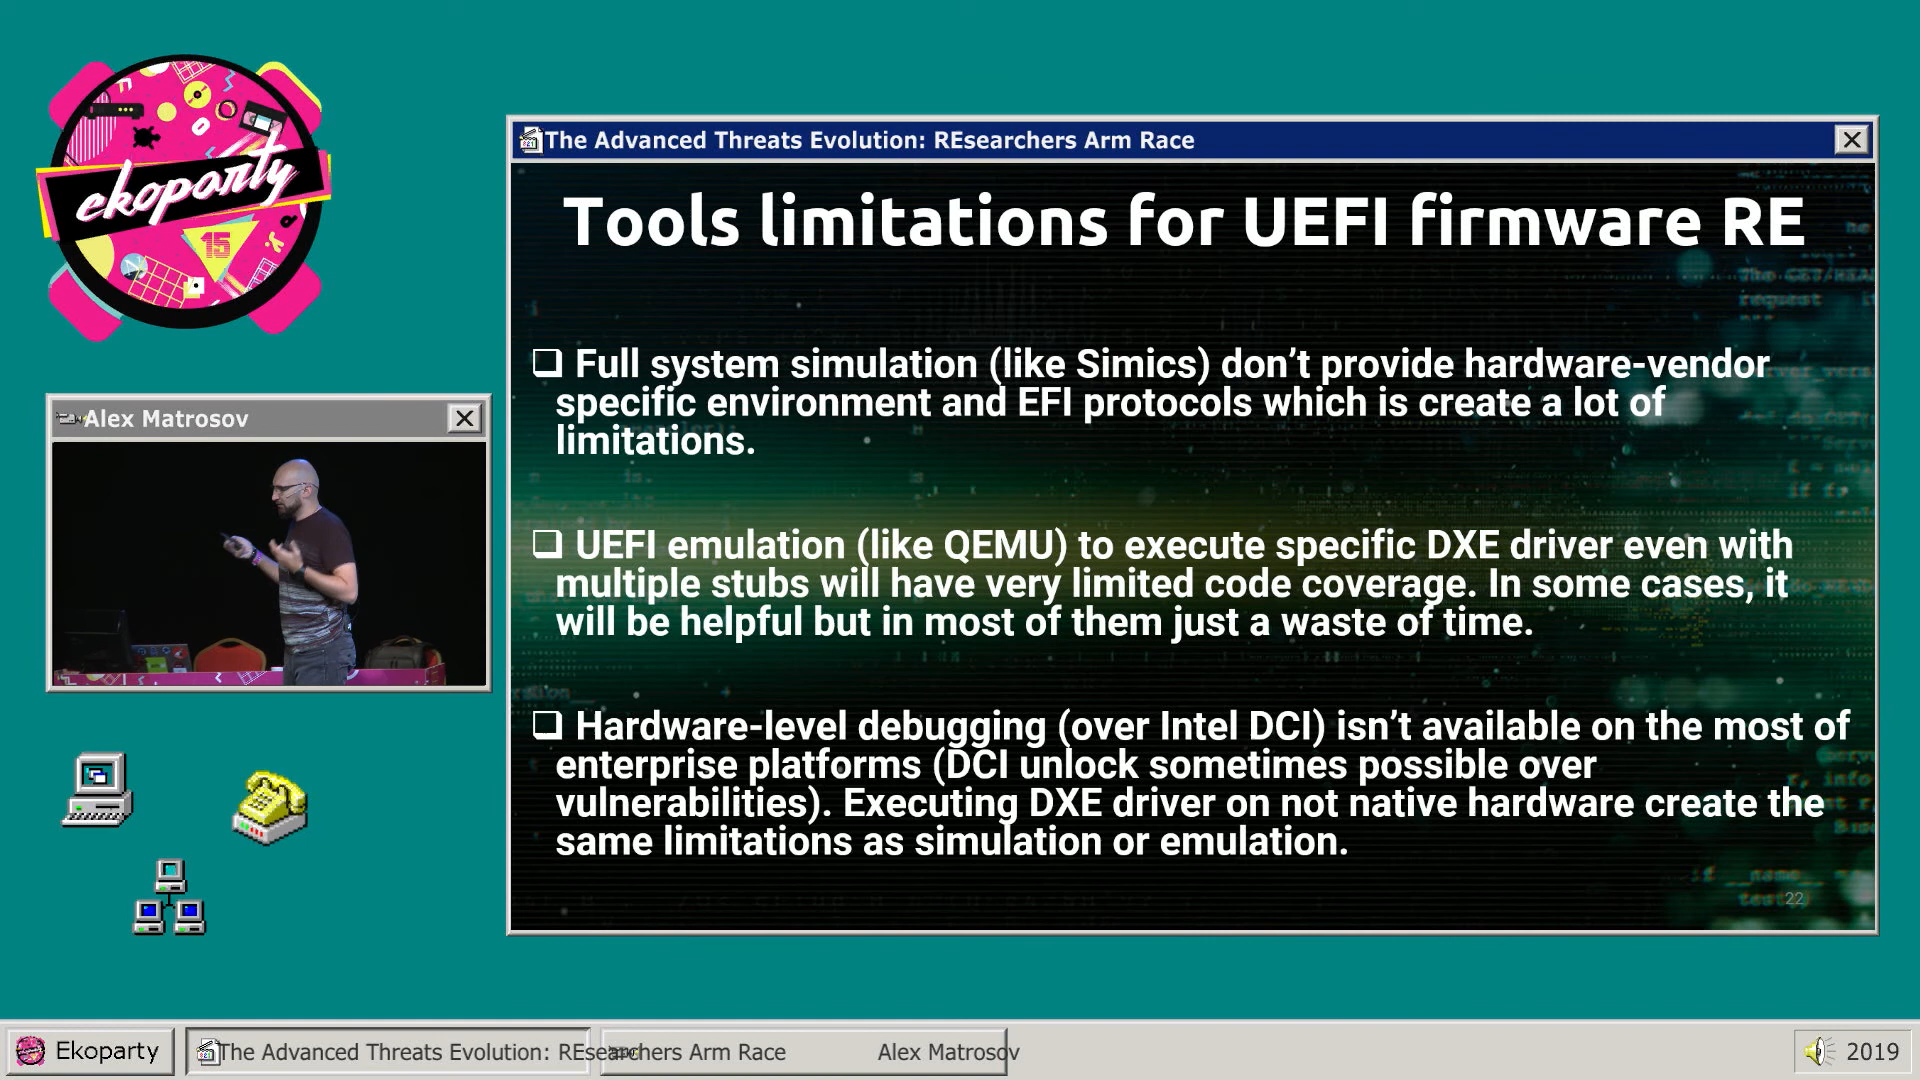 ekoparty
15
Alex Matrosov
The Advanced Threats Evolution: REsearchers Arm Race
Tools limitations for UEFI firmware RE
❑ Full system simulation (like Simics) don’t provide hardware-vendor
specific environment and EFI protocols which is create a lot of
limitations.
❑ UEFI emulation (like QEMU) to execute specific DXE driver even with
multiple stubs will have very limited code coverage. In some cases, it
will be helpful but in most of them just a waste of time.
❑ Hardware-level debugging (over Intel DCI) isn’t available on the most of
enterprise platforms (DCI unlock sometimes possible over
vulnerabilities). Executing DXE driver on not native hardware create the
same limitations as simulation or emulation.
22
Ekoparty
The Advanced Threats Evolution: REsearchers Arm Race
Alex Matrosov
2019